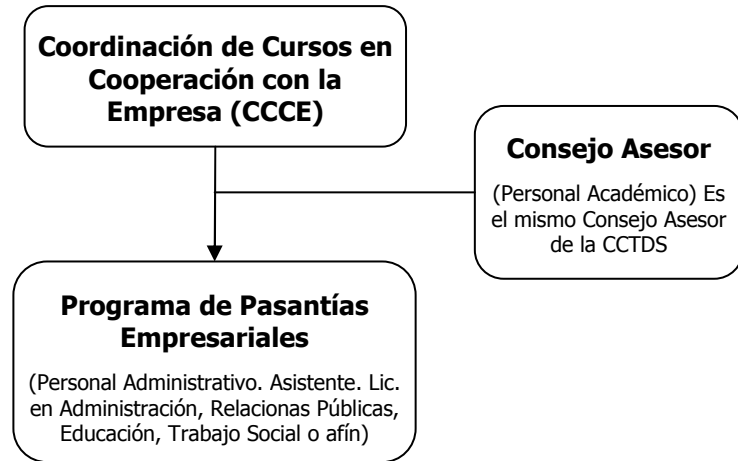 Coordinación de Cursos en
Cooperación con la
Empresa (CCCE)
Consejo Asesor
(Personal Académico) Es
el mismo Consejo Asesor
de la CCTDS
Programa de Pasantías
Empresariales
(Personal Administrativo. Asistente. Lic.
en Administración, Relacionas Públicas,
Educación, Trabajo Social o afín)